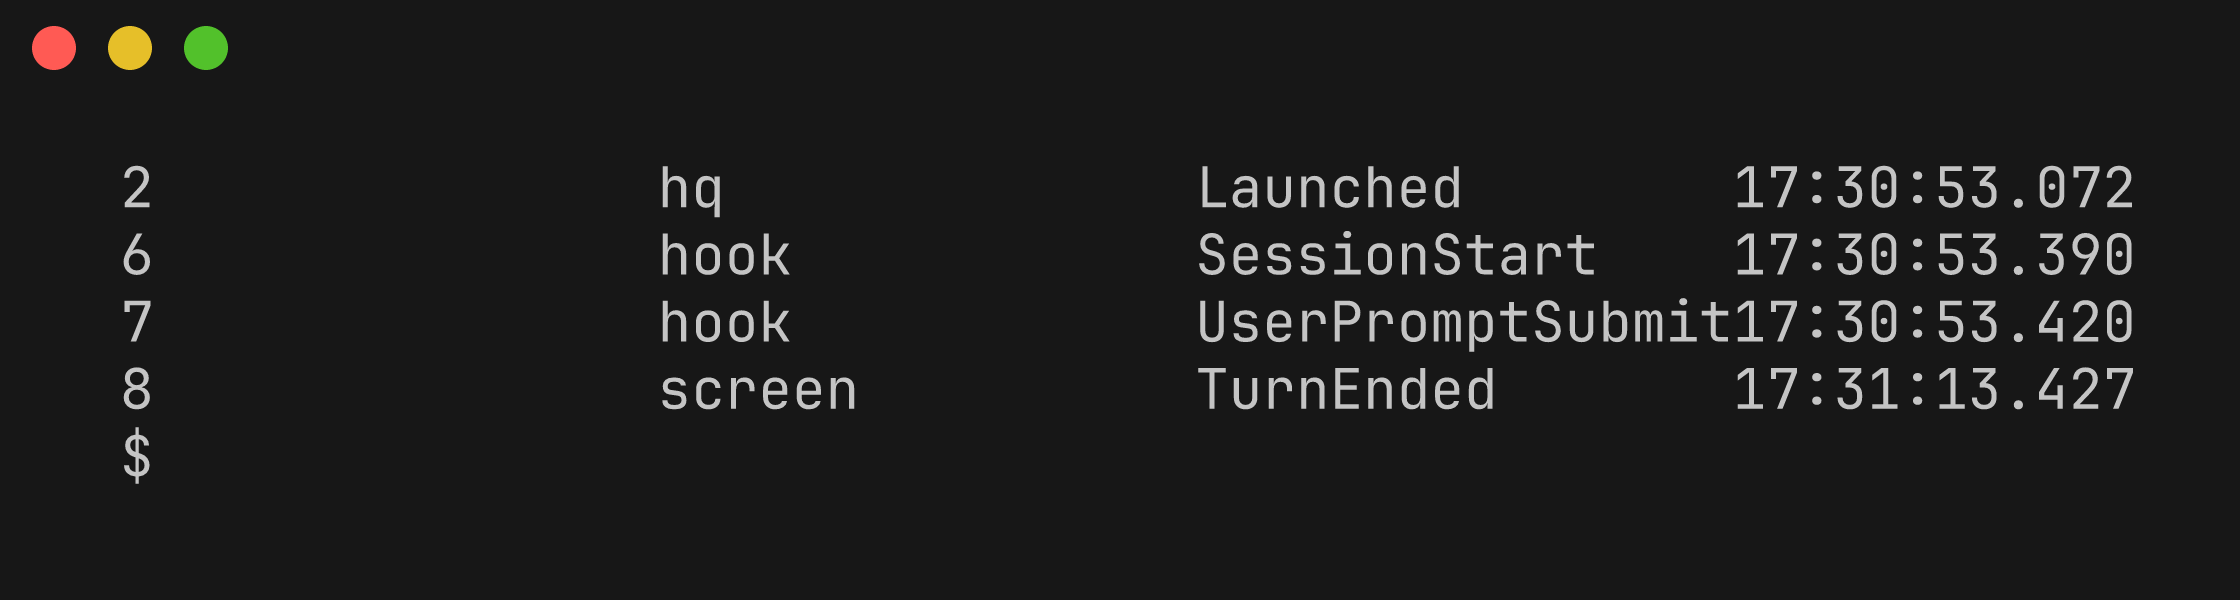 2 hq Launched 17:30:53.072
6 hook SessionStart 17:30:53.390
7 hook UserPromptSubmit17:30:53.420
8 screen TurnEnded 17:31:13.427
$